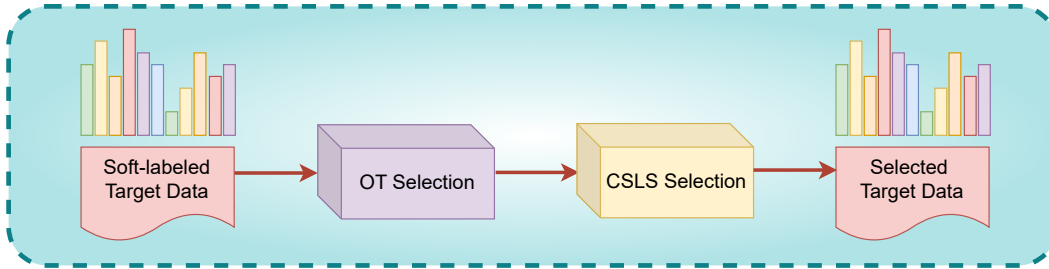 Soft-labeled
Target Data
OT Selection
CSLS Selection
Selected
Target Data